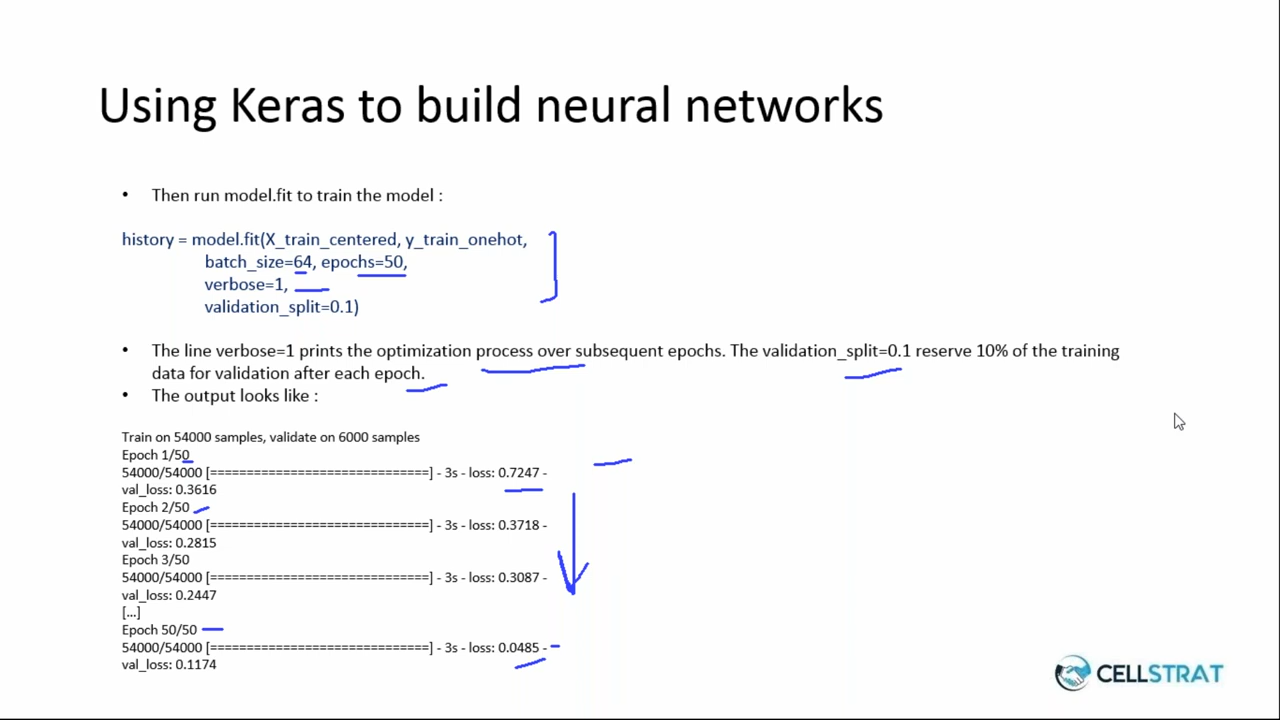 Using Keras to build neural networks
• Then run model.fit to train the model :
history = model.fit(X_train_centered, y_train_onehot,
batch_size=64, epochs=50,
verbose=1,
validation_split=0.1)
• The line verbose=1 prints the optimization process over subsequent epochs. The validation_split=0.1 reserve 10% of the training
data for validation after each epoch.
• The output looks like :
Train on 54000 samples, validate on 6000 samples
Epoch 1/50
54000/54000 [==============================] - 3s - loss: 0.7247 -
val_loss: 0.3616
Epoch 2/50
54000/54000 [==============================] - 3s - loss: 0.3718 -
val_loss: 0.2815
Epoch 3/50
54000/54000 [==============================] - 3s - loss: 0.3087 -
val_loss: 0.2447
[...]
Epoch 50/50
54000/54000 [==============================] - 3s - loss: 0.0485 -
val_loss: 0.1174
CELLSTRAT